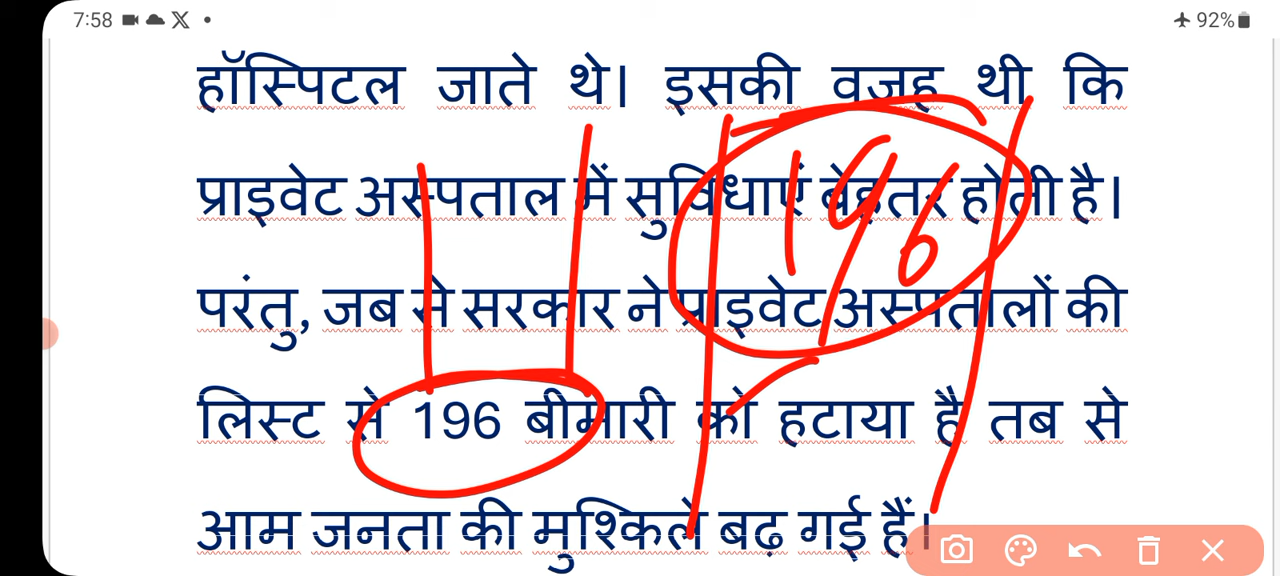 7:58 X 92%
हॉस्पिटल जाते थे। इसकी वजह थी कि
प्राइवेट अस्पताल में सुविधाएं बेहतर होती है।
196
परंतु, जब से सरकार ने प्राइवेट अस्पतालों की
लिस्ट से 196 बीमारी को हटाया है तब से
आम जनता की मुश्किले बढ़ गई हैं।